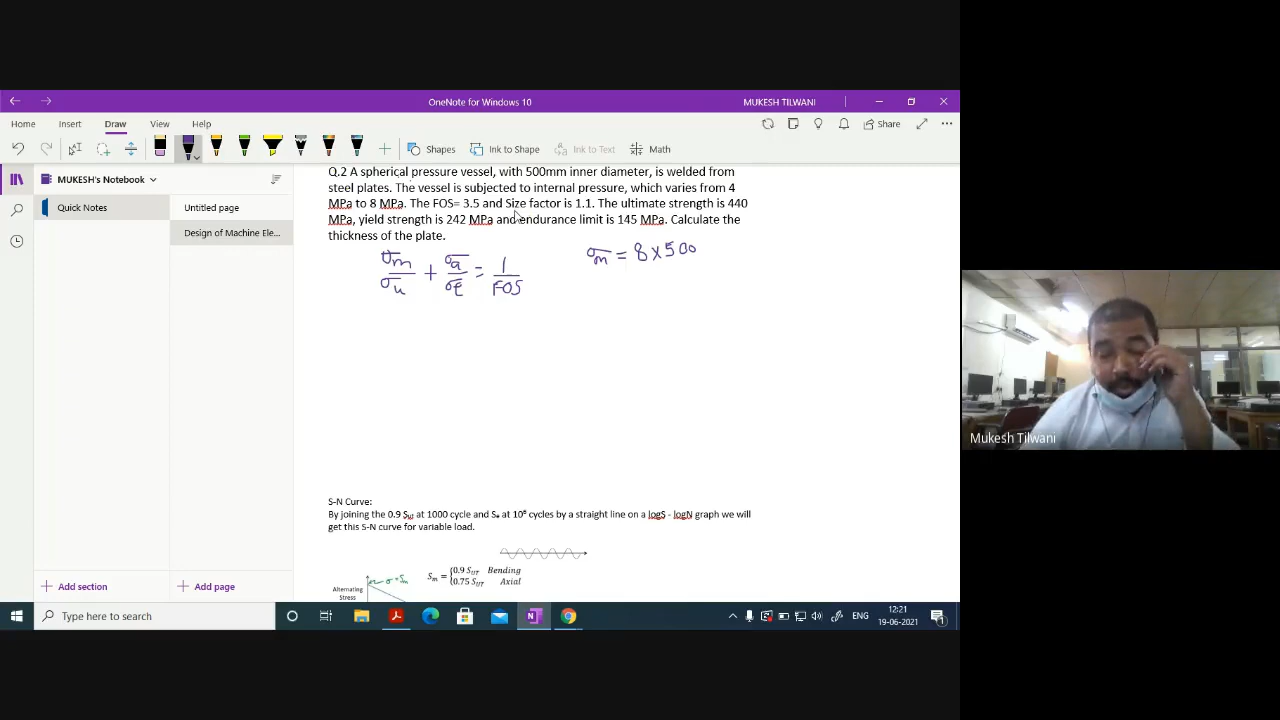 OneNote for Windows 10
MUKESH TILWANI
Home Insert Draw View Help
Share
Shapes Ink to Shape Ink to Text Math
MUKESH's Notebook
Quick Notes
Untitled page
Design of Machine Ele...
Q.2 A spherical pressure vessel, with 500mm inner diameter, is welded from
steel plates. The vessel is subjected to internal pressure, which varies from 4
MPa to 8 MPa. The FOS= 3.5 and Size factor is 1.1. The ultimate strength is 440
MPa, yield strength is 242 MPa and endurance limit is 145 MPa. Calculate the
thickness of the plate.
σm/σu + σa/σE = 1/FOS
σm = 8 x 500
S-N Curve:
By joining the 0.9 Sut at 1000 cycle and Se at 10⁶ cycles by a straight line on a logS - logN graph we will
get this S-N curve for variable load.
Sm = {0.9 SUT Bending
0.75 SUT Axial
σ=Sm
Alternating
Stress
Add section
Add page
Mukesh Tilwani
Type here to search
ENG
12:21
19-06-2021